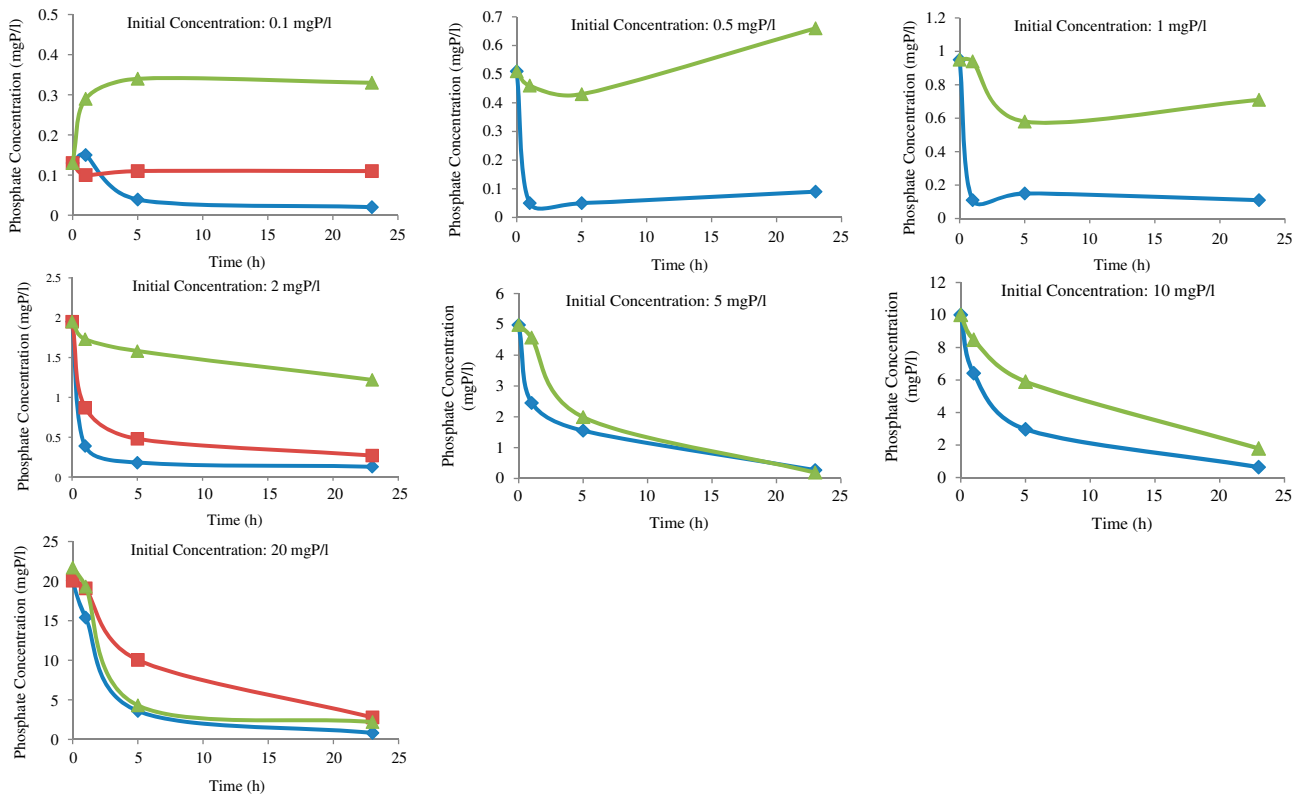 Initial Concentration: 0.1 mgP/l
Phosphate Concentration (mgP/l)
0.5
0.4
0.3
0.2
0.1
0
0 5 10 15 20 25
Time (h)
Initial Concentration: 0.5 mgP/l
Phosphate Concentration (mgP/l)
0.7
0.6
0.5
0.4
0.3
0.2
0.1
0
0 5 10 15 20 25
Time (h)
Initial Concentration: 1 mgP/l
Phosphate Concentration (mgP/l)
1.2
1
0.8
0.6
0.4
0.2
0
0 5 10 15 20 25
Time (h)
Initial Concentration: 2 mgP/l
Phosphate Concentration (mgP/l)
2.5
2
1.5
1
0.5
0
0 5 10 15 20 25
Time (h)
Initial Concentration: 5 mgP/l
Phosphate Concentration
(mgP/l)
6
5
4
3
2
1
0
0 5 10 15 20 25
Time (h)
Initial Concentration: 10 mgP/l
Phosphate Concentration
(mgP/l)
12
10
8
6
4
2
0
0 5 10 15 20 25
Time (h)
Initial Concentration: 20 mgP/l
Phosphate Concentration (mgP/l)
25
20
15
10
5
0
0 5 10 15 20 25
Time (h)